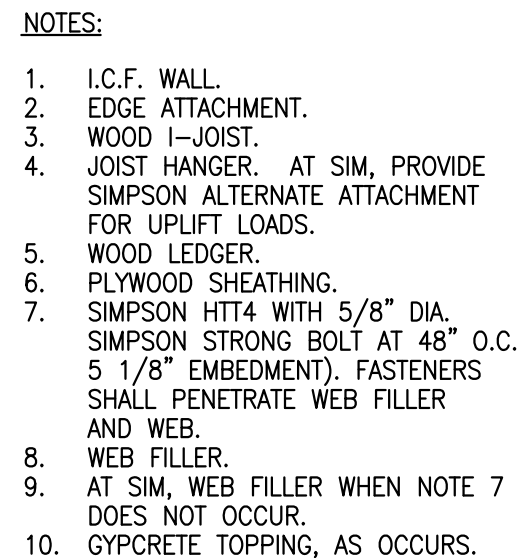 NOTES:
1. I.C.F. WALL.
2. EDGE ATTACHMENT.
3. WOOD I-JOIST.
4. JOIST HANGER. AT SIM, PROVIDE
SIMPSON ALTERNATE ATTACHMENT
FOR UPLIFT LOADS.
5. WOOD LEDGER.
6. PLYWOOD SHEATHING.
7. SIMPSON HTT4 WITH 5/8" DIA.
SIMPSON STRONG BOLT AT 48" O.C.
5 1/8" EMBEDMENT). FASTENERS
SHALL PENETRATE WEB FILLER
AND WEB.
8. WEB FILLER.
9. AT SIM, WEB FILLER WHEN NOTE 7
DOES NOT OCCUR.
10. GYPCRETE TOPPING, AS OCCURS.